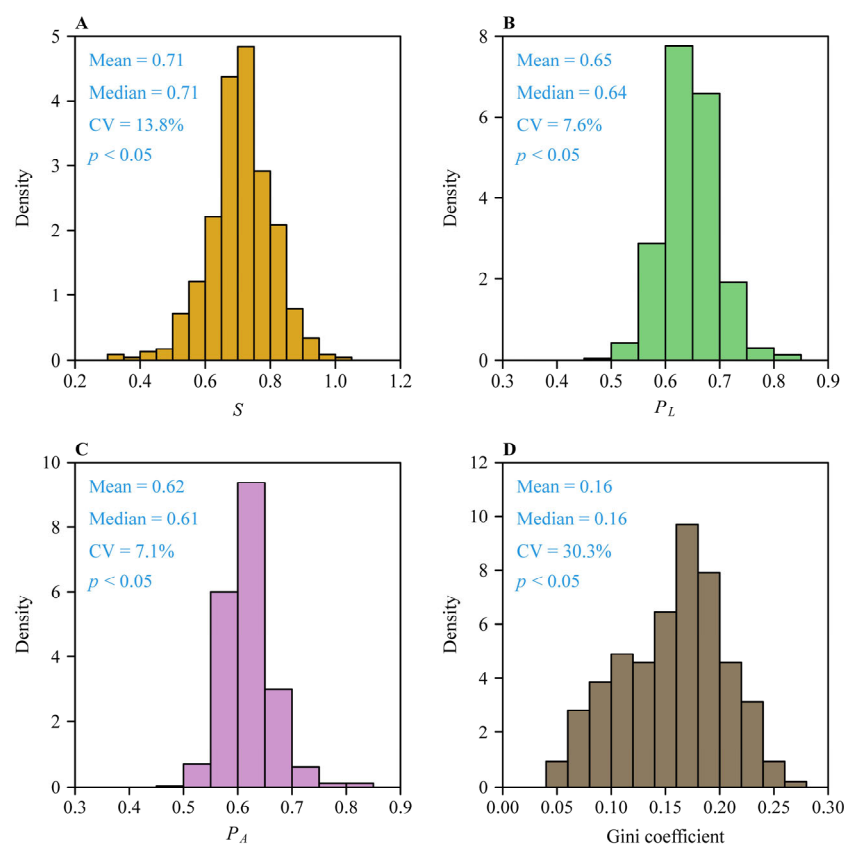 A
Mean = 0.71
Median = 0.71
CV = 13.8%
p < 0.05
5
4
3
2
1
0
Density
0.2 0.4 0.6 0.8 1.0 1.2
S
B
Mean = 0.65
Median = 0.64
CV = 7.6%
p < 0.05
8
6
4
2
0
Density
0.3 0.4 0.5 0.6 0.7 0.8 0.9
P_L
C
Mean = 0.62
Median = 0.61
CV = 7.1%
p < 0.05
10
8
6
4
2
0
Density
0.3 0.4 0.5 0.6 0.7 0.8 0.9
P_A
D
Mean = 0.16
Median = 0.16
CV = 30.3%
p < 0.05
12
10
8
6
4
2
0
Density
0.00 0.05 0.10 0.15 0.20 0.25 0.30
Gini coefficient